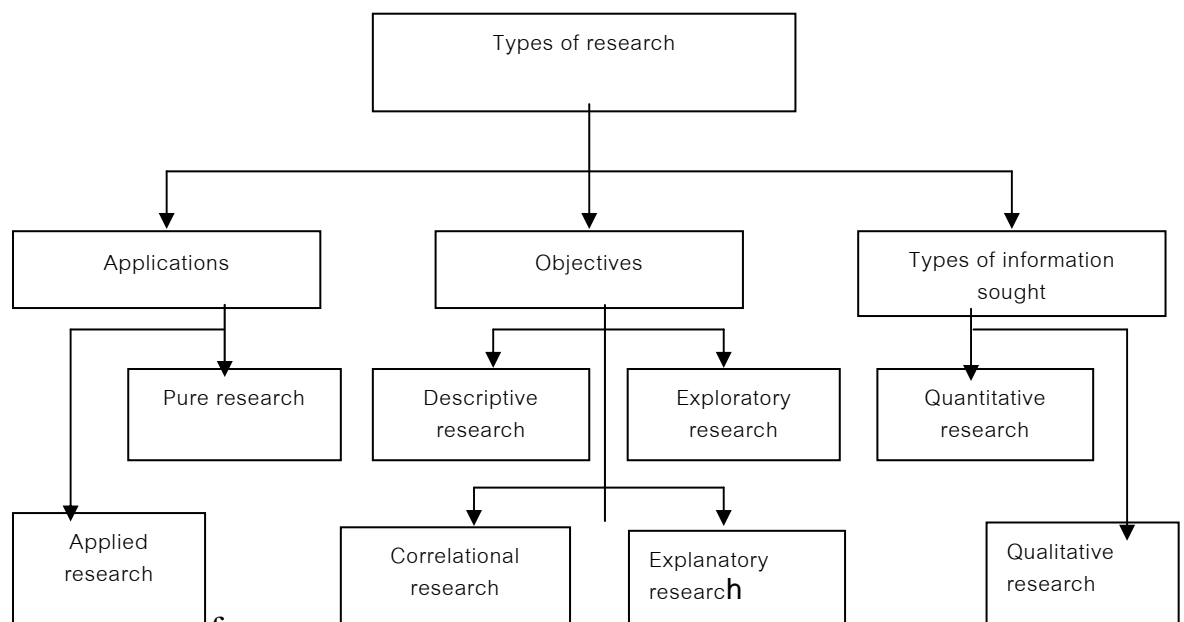 Types of research
Applications
Objectives
Types of information
sought
Pure research
Descriptive
research
Exploratory
research
Quantitative
research
Applied
research
Correlational
research
Explanatory
research
Qualitative
research